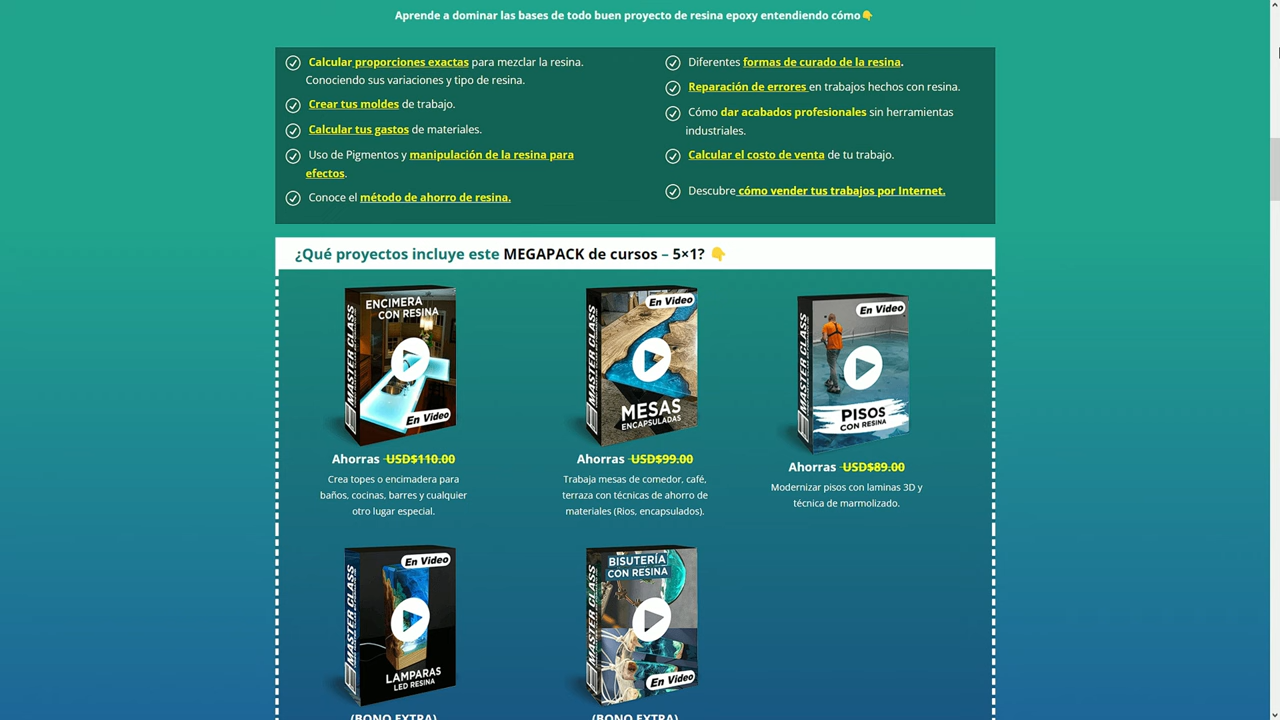 Aprende a dominar las bases de todo buen proyecto de resina epoxy entendiendo cómo👇
Calcular proporciones exactas para mezclar la resina.
Conociendo sus variaciones y tipo de resina.
Crear tus moldes de trabajo.
Calcular tus gastos de materiales.
Uso de Pigmentos y manipulación de la resina para
efectos.
Conoce el método de ahorro de resina.
Diferentes formas de curado de la resina.
Reparación de errores en trabajos hechos con resina.
Cómo dar acabados profesionales sin herramientas
industriales.
Calcular el costo de venta de tu trabajo.
Descubre cómo vender tus trabajos por Internet.
¿Qué proyectos incluye este MEGAPACK de cursos – 5×1? 👇
MASTER CLASS
ENCIMERA
CON RESINA
En Video
Ahorras USD$110.00
Crea topes o encimadera para
baños, cocinas, barres y cualquier
otro lugar especial.
MASTER CLASS
En Video
MESAS
ENCAPSULADAS
Ahorras USD$99.00
Trabaja mesas de comedor, café,
terraza con técnicas de ahorro de
materiales (Rios, encapsulados).
MASTER CLASS
En Video
PISOS
CON RESINA
Ahorras USD$89.00
Modernizar pisos con laminas 3D y
técnica de marmolizado.
MASTER CLASS
En Video
LAMPARAS
LED RESINA
(BONO EXTRA)
MASTER CLASS
BISUTERÍA
CON RESINA
En Video
(BONO EXTRA)